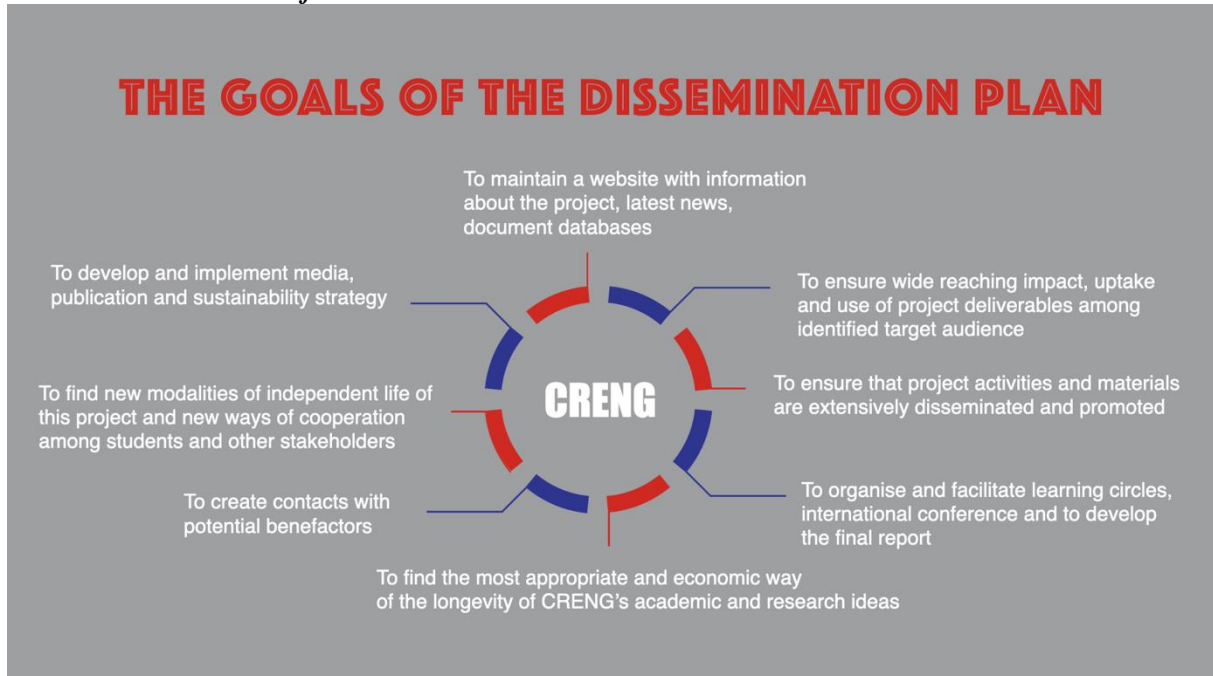 THE GOALS OF THE DISSEMINATION PLAN
To maintain a website with information
about the project, latest news,
document databases
To ensure wide reaching impact, uptake
and use of project deliverables among
identified target audience
To ensure that project activities and materials
are extensively disseminated and promoted
To organise and facilitate learning circles,
international conference and to develop
the final report
To find the most appropriate and economic way
of the longevity of CRENG's academic and research ideas
To create contacts with
potential benefactors
To find new modalities of independent life of
this project and new ways of cooperation
among students and other stakeholders
To develop and implement media,
publication and sustainability strategy
CRENG